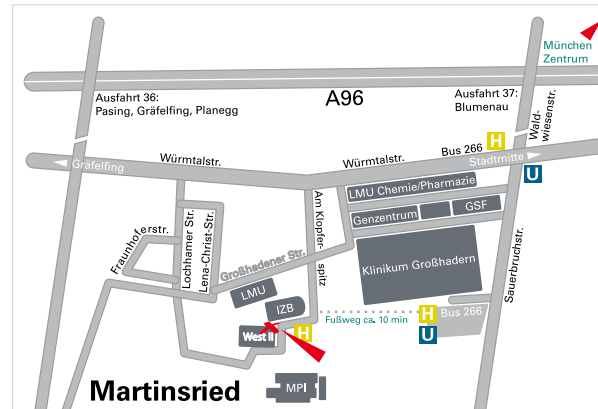 München
Zentrum
Ausfahrt 36:
Pasing, Gräfelfing, Planegg
A96
Ausfahrt 37:
Blumenau
Wald-
wiesenstr.
H
Bus 266
Würmtalstr.
Würmtalstr.
Gräfelfing
Stadtmitte
U
LMU Chemie/Pharmazie
Genzentrum
GSF
Am Klopfer-
spitz
Fraunhoferstr.
Lochhamer Str.
Lena-Christ-Str.
Großhadener Str.
Klinikum Großhadern
Sauerbruchstr.
LMU
IZB
West II
H
Fußweg ca. 10 min
H
Bus 266
U
Martinsried
MPI